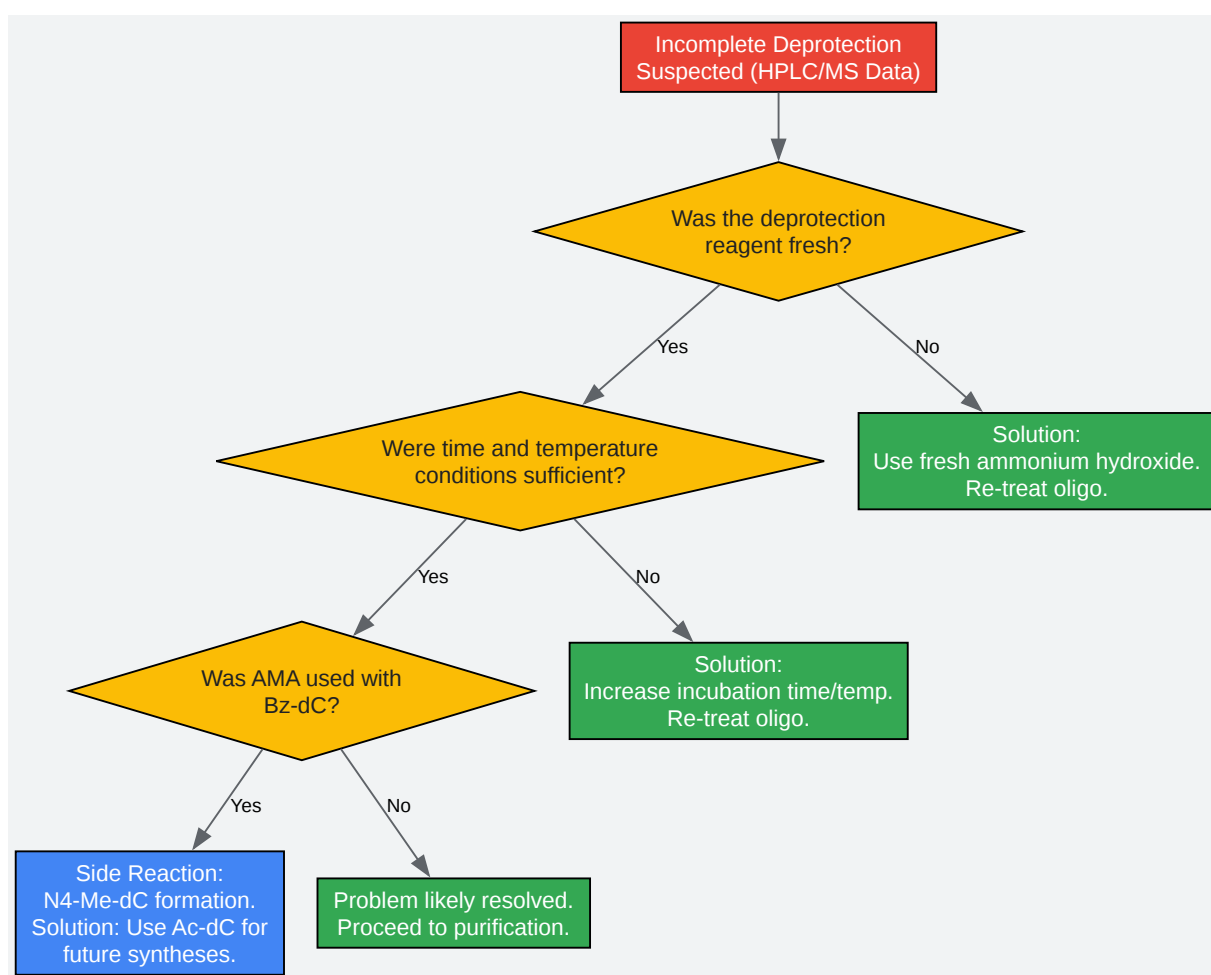 Incomplete Deprotection
Suspected (HPLC/MS Data)
Was the deprotection
reagent fresh?
Yes
No
Were time and temperature
conditions sufficient?
Solution:
Use fresh ammonium hydroxide.
Re-treat oligo.
Yes
No
Was AMA used with
Bz-dC?
Solution:
Increase incubation time/temp.
Re-treat oligo.
Yes
No
Side Reaction:
N4-Me-dC formation.
Solution: Use Ac-dC for
future syntheses.
Problem likely resolved.
Proceed to purification.